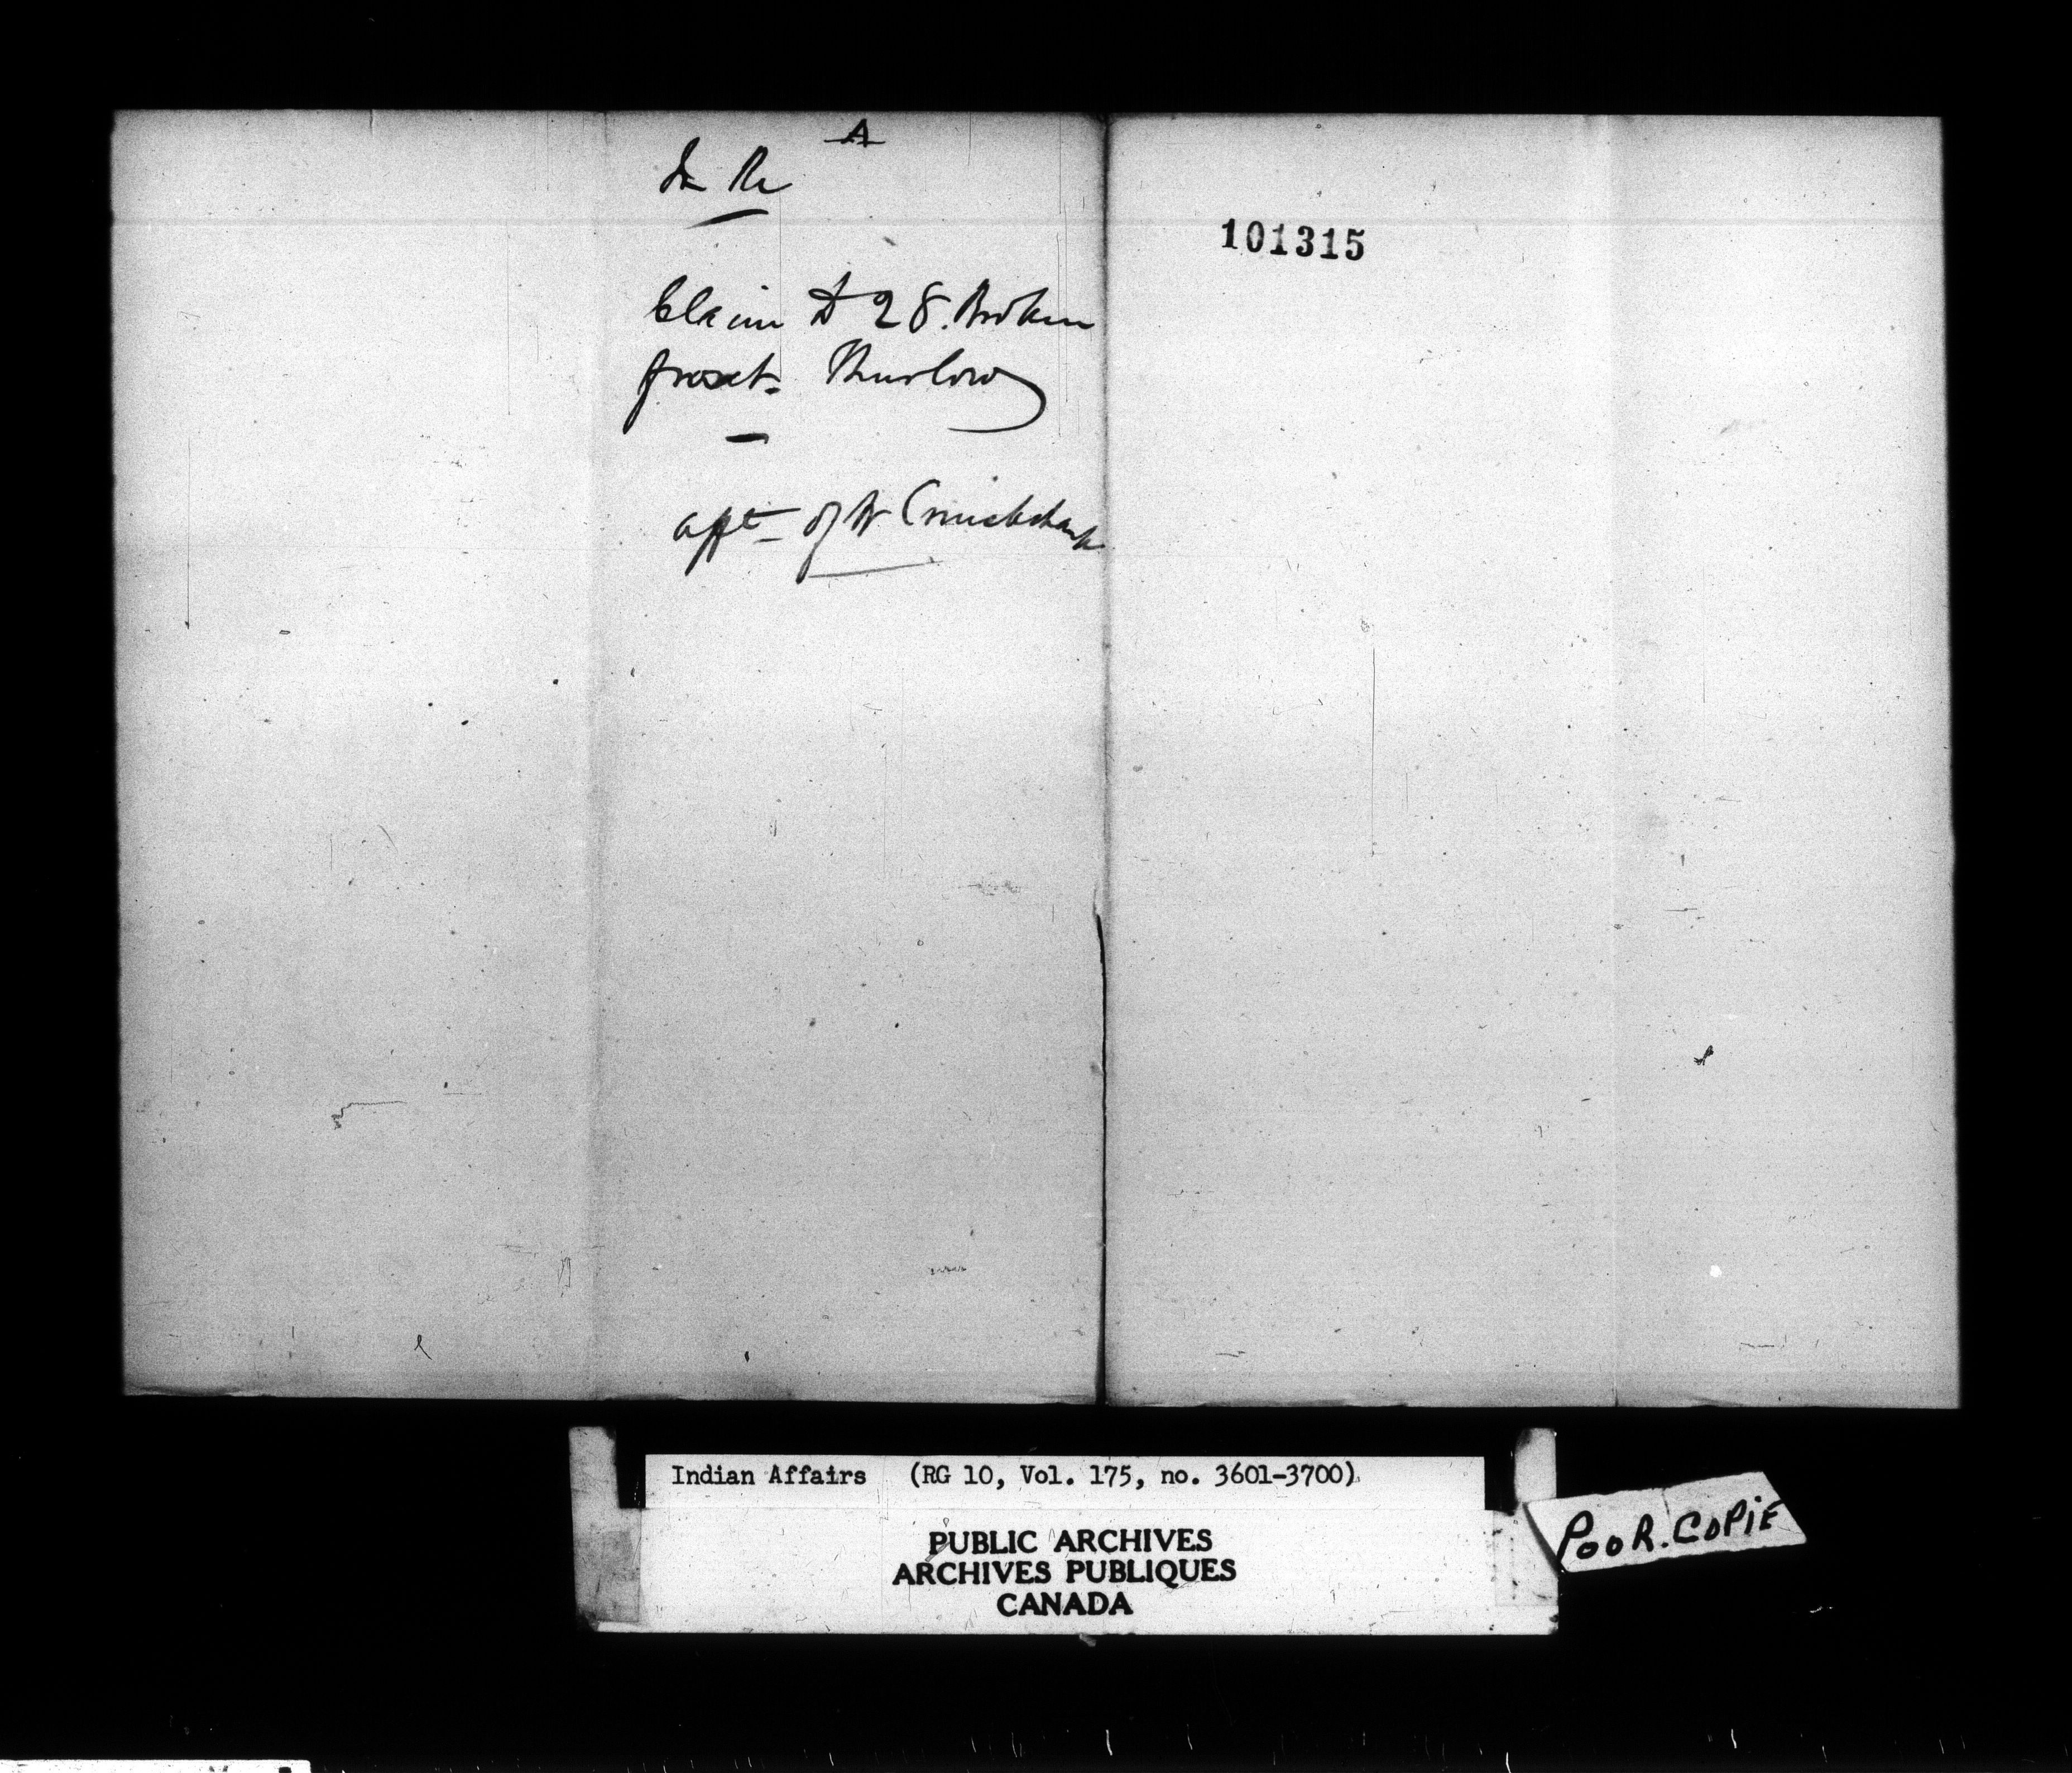 A
In Re
Claim to 28. Broken
front. Thurlow
afft of W Cruickshank
101315
Indian Affairs (RG 10, Vol. 175, no. 3601-3700)
PUBLIC ARCHIVES
ARCHIVES PUBLIQUES
CANADA
POOR.COPIE